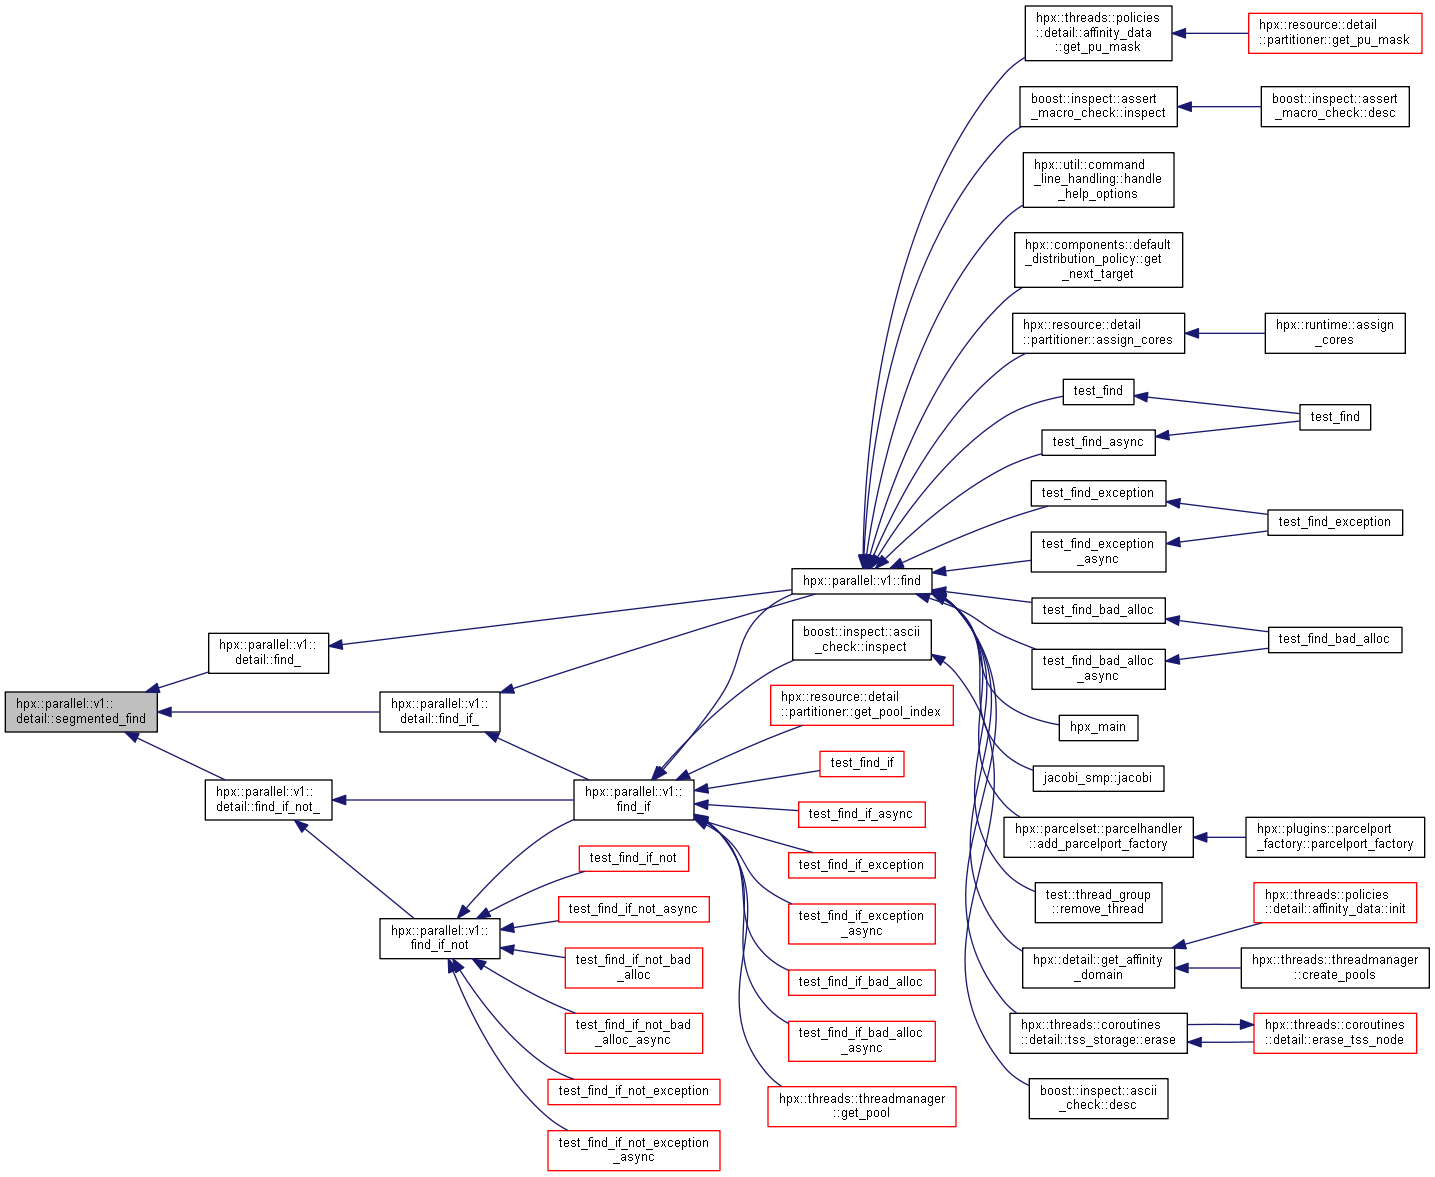 hpx::parallel::v1::
detail::segmented_find
hpx::parallel::v1::
detail::find_
hpx::parallel::v1::
detail::find_if_
hpx::parallel::v1::
detail::find_if_not_
hpx::parallel::v1::
find_if
hpx::parallel::v1::
find_if_not
test_find_if_not
test_find_if_not_async
test_find_if_not_bad
_alloc
test_find_if_not_bad
_alloc_async
test_find_if_not_exception
test_find_if_not_exception
_async
hpx::parallel::v1::find
boost::inspect::ascii
_check::inspect
hpx::resource::detail
::partitioner::get_pool_index
test_find_if
test_find_if_async
test_find_if_exception
test_find_if_exception
_async
test_find_if_bad_alloc
test_find_if_bad_alloc
_async
hpx::threads::threadmanager
::get_pool
hpx::threads::policies
::detail::affinity_data
::get_pu_mask
hpx::resource::detail
::partitioner::get_pu_mask
boost::inspect::assert
_macro_check::inspect
boost::inspect::assert
_macro_check::desc
hpx::util::command
_line_handling::handle
_help_options
hpx::components::default
_distribution_policy::get
_next_target
hpx::resource::detail
::partitioner::assign_cores
hpx::runtime::assign
_cores
test_find
test_find_async
test_find
test_find_exception
test_find_exception
_async
test_find_exception
test_find_bad_alloc
test_find_bad_alloc
_async
test_find_bad_alloc
hpx_main
jacobi_smp::jacobi
hpx::parcelset::parcelhandler
::add_parcelport_factory
hpx::plugins::parcelport
_factory::parcelport_factory
test::thread_group
::remove_thread
hpx::detail::get_affinity
_domain
hpx::threads::policies
::detail::affinity_data::init
hpx::threads::threadmanager
::create_pools
hpx::threads::coroutines
::detail::tss_storage::erase
hpx::threads::coroutines
::detail::erase_tss_node
boost::inspect::ascii
_check::desc